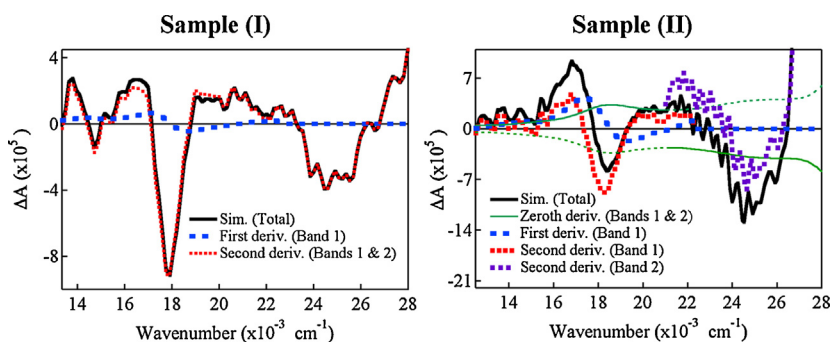 Sample (I)
4
0
-4
-8
ΔA (x10⁵)
Sim. (Total)
First deriv. (Band 1)
Second deriv. (Bands 1 & 2)
14 16 18 20 22 24 26 28
Wavenumber (x10⁻³ cm⁻¹)
Sample (II)
7
0
-7
-14
-21
ΔA (x10⁵)
Sim. (Total)
Zeroth deriv. (Bands 1 & 2)
First deriv. (Band 1)
Second deriv. (Band 1)
Second deriv. (Band 2)
14 16 18 20 22 24 26 28
Wavenumber (x10⁻³ cm⁻¹)